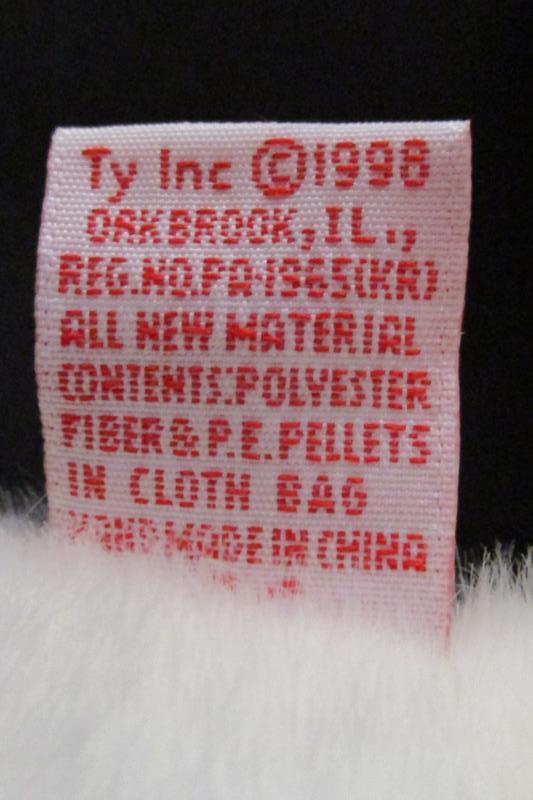 Ty Inc ©1998
OAKBROOK, IL.,
REG.NO.PA-1965(KR)
ALL NEW MATERIAL
CONTENTS:POLYESTER
FIBER & P.E.PELLETS
IN CLOTH BAG
HAND MADE IN CHINA